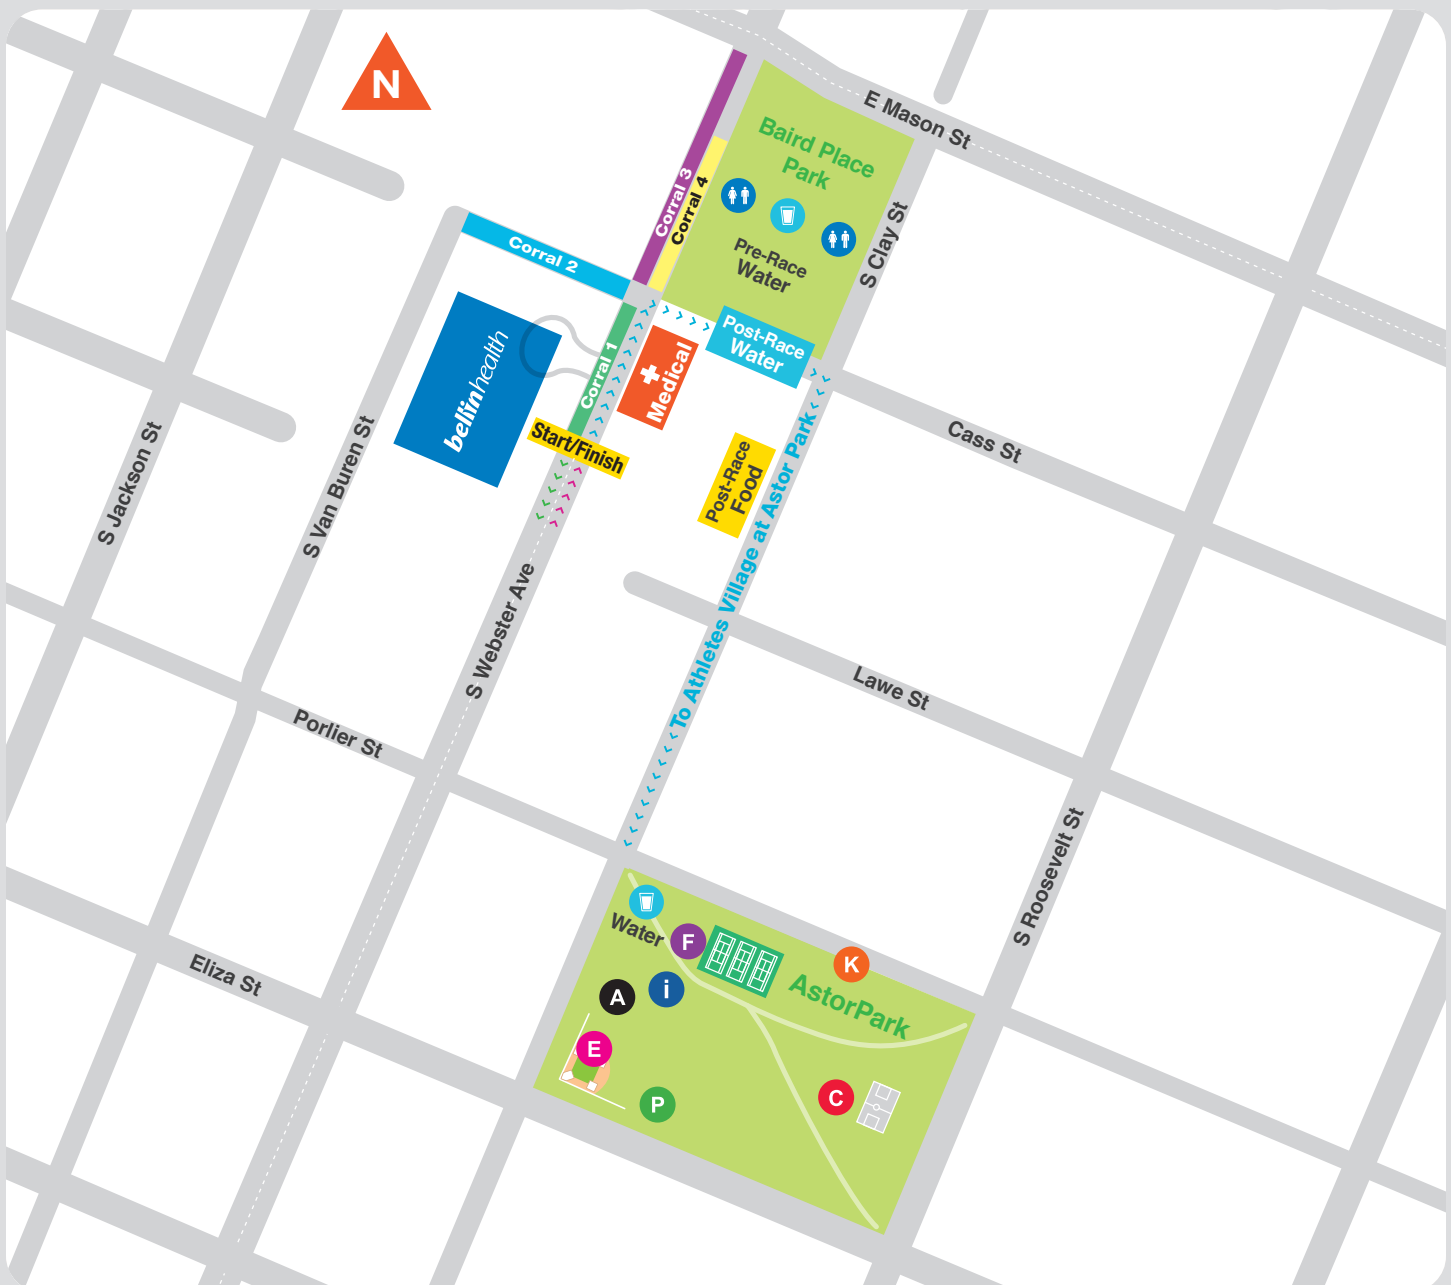 N
E Mason St
Baird Place
Park
Corral 3
Corral 4
S Clay St
Corral 2
Pre-Race
Water
Post-Race
Water
bellinhealth
Corral 1
Medical
Start/Finish
Post-Race
Food
To Athletes Village at Astor Park
Cass St
S Jackson St
S Van Buren St
S Webster Ave
Lawe St
Porlier St
S Roosevelt St
Water
F
K
AstorPark
i
A
E
P
C
Eliza St